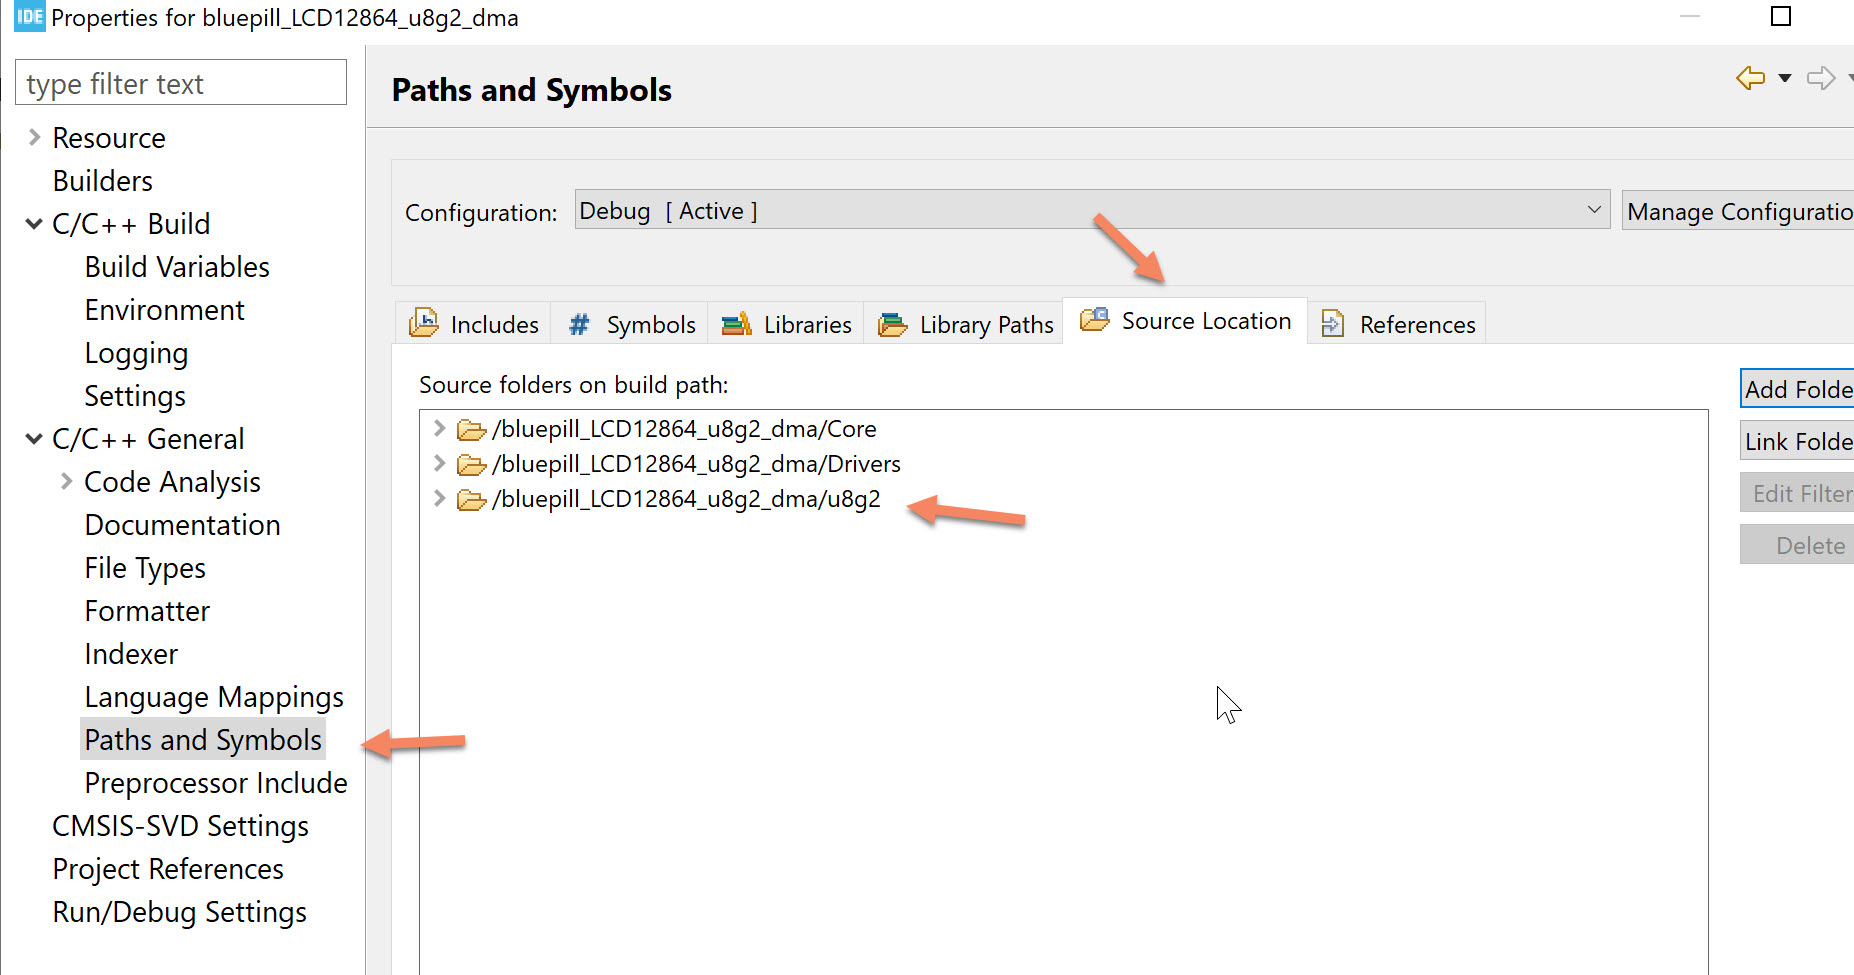 IDE Properties for bluepill_LCD12864_u8g2_dma
type filter text
Resource
Builders
C/C++ Build
Build Variables
Environment
Logging
Settings
C/C++ General
Code Analysis
Documentation
File Types
Formatter
Indexer
Language Mappings
Paths and Symbols
Preprocessor Include
CMSIS-SVD Settings
Project References
Run/Debug Settings
Paths and Symbols
Configuration: Debug [ Active ] Manage Configuratio
Includes # Symbols Libraries Library Paths Source Location References
Source folders on build path:
/bluepill_LCD12864_u8g2_dma/Core
/bluepill_LCD12864_u8g2_dma/Drivers
/bluepill_LCD12864_u8g2_dma/u8g2
Add Folde
Link Folde
Edit Filter
Delete